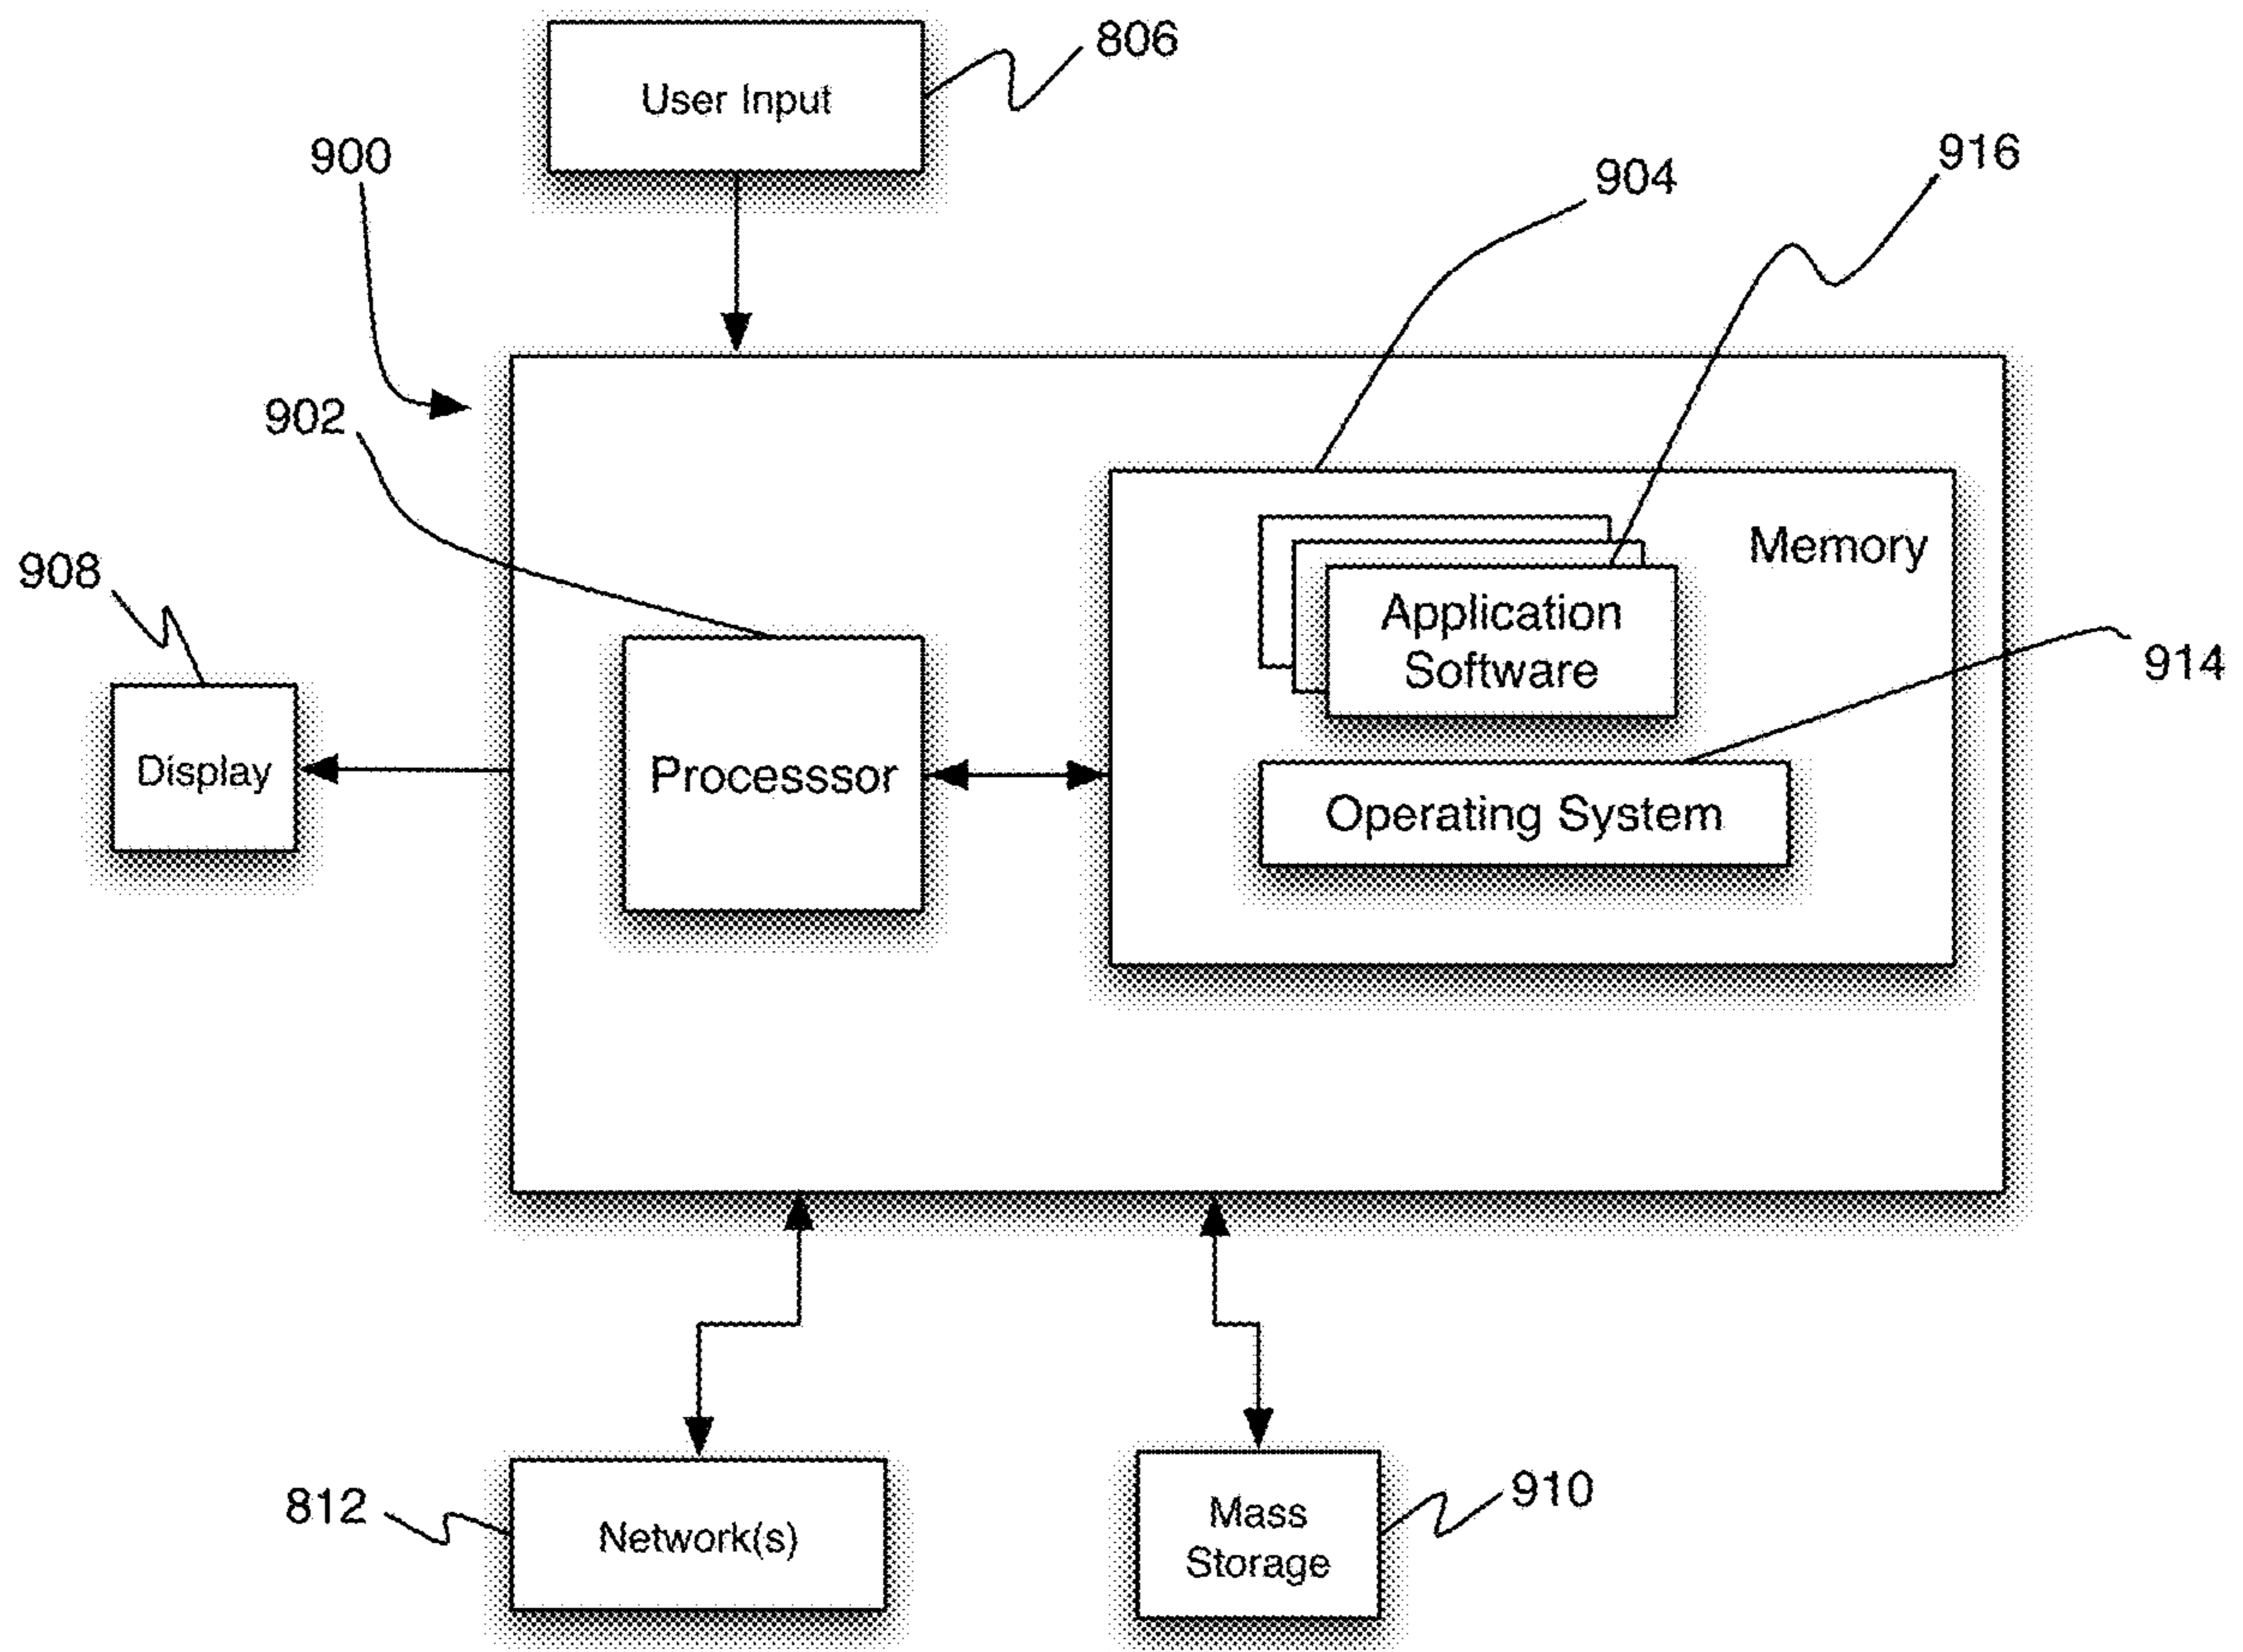 806
User Input
900
904
916
902
Memory
908
Application
Software
914
Display
Processsor
Operating System
812
Network(s)
Mass
Storage
910